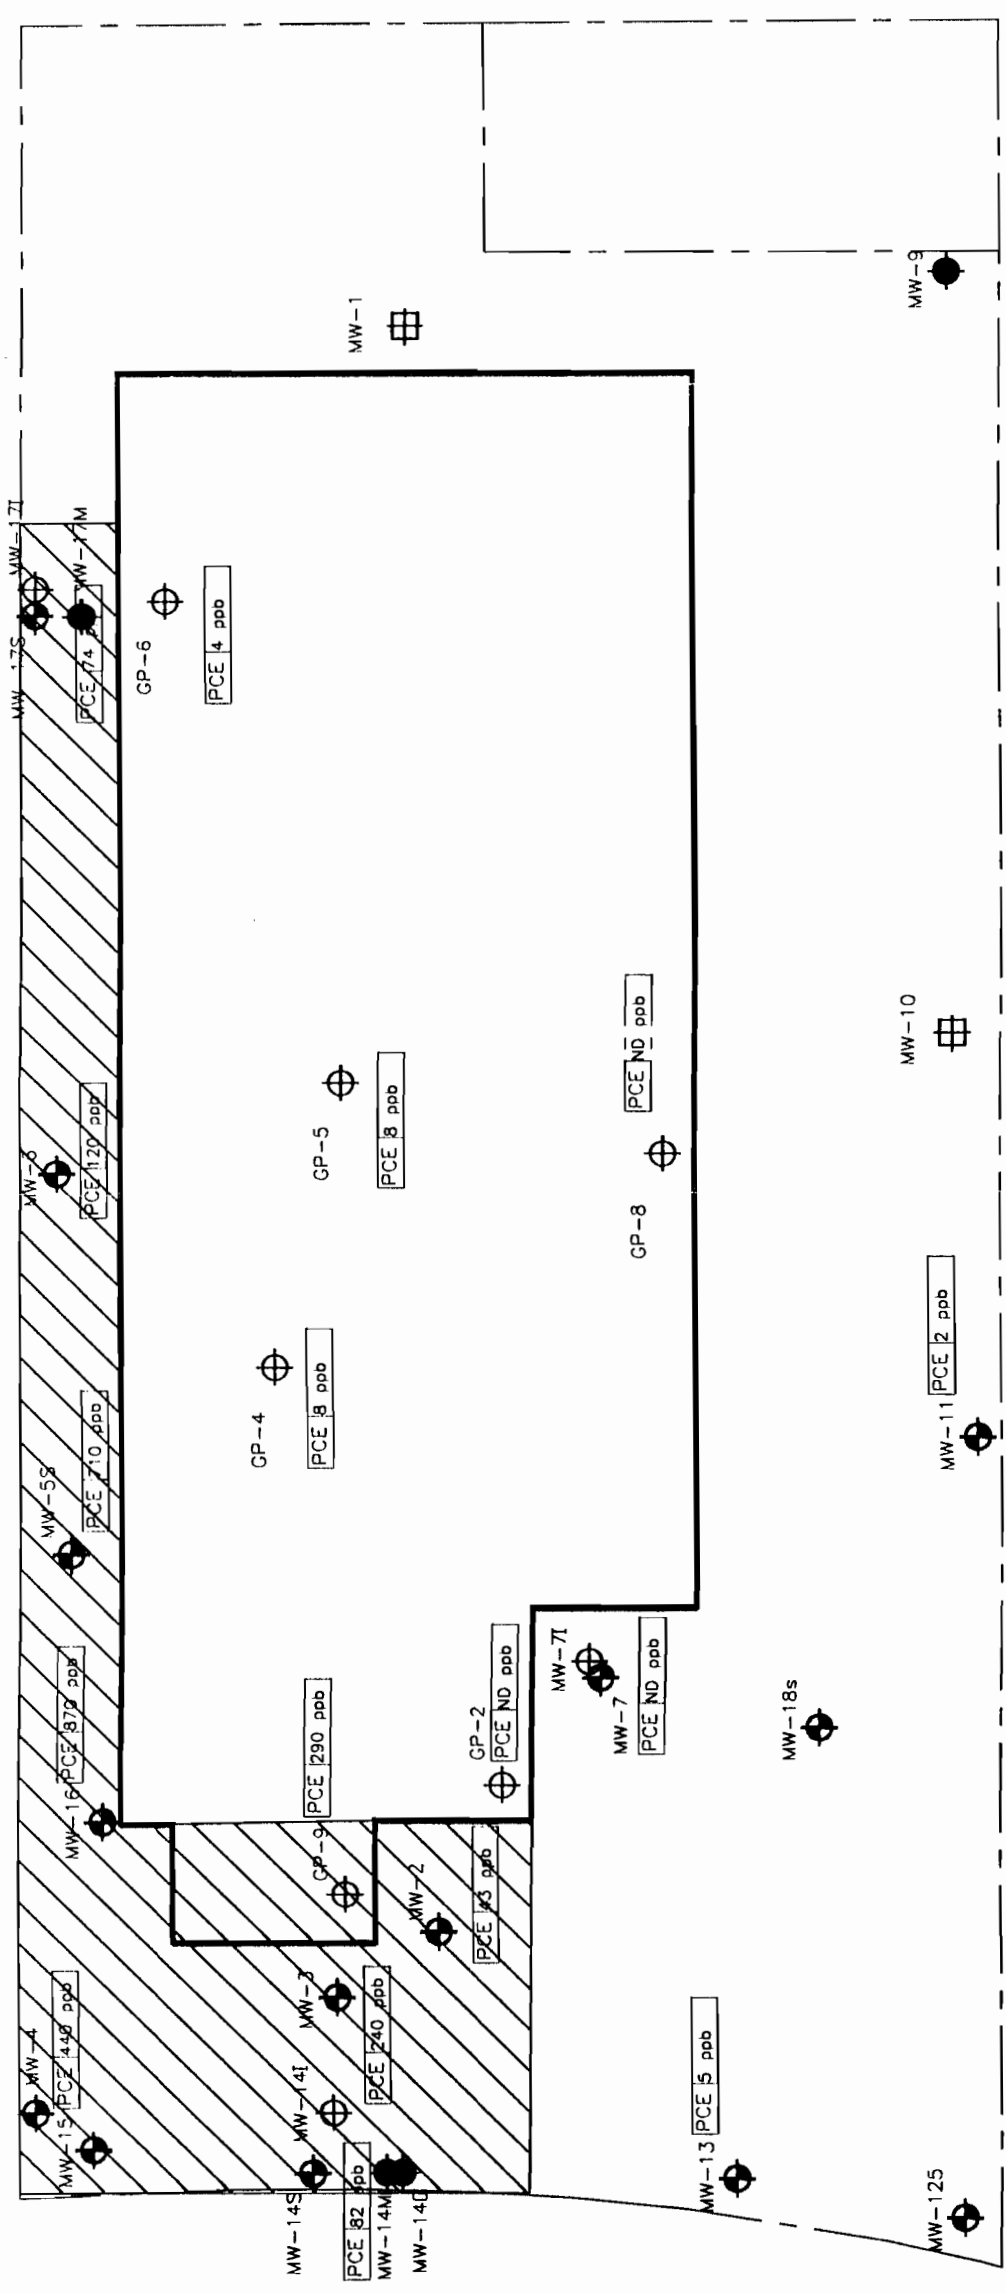 MW-9
MW-1
MW-17I
MW-17M
MW 17S
PCE 74
GP-6
PCE 4 ppb
MW-10
PCE ND ppb
GP-8
GP-5
PCE 8 ppb
MW-6
PCE 120 ppb
PCE 2 ppb
MW-11
GP-4
PCE 8 ppb
MW-5S
PCE 710 ppb
MW-7I
MW-7
PCE ND ppb
MW-18s
GP-2
PCE ND ppb
PCE 290 ppb
GP-9
MW-16
PCE 870 ppb
MW-2
PCE 43 ppb
MW-3
PCE 240 ppb
MW-4
MW-15
PCE 440 ppb
MW-14I
MW-14S
PCE 82 ppb
MW-14M
MW-14D
MW-13
PCE 5 ppb
MW-125